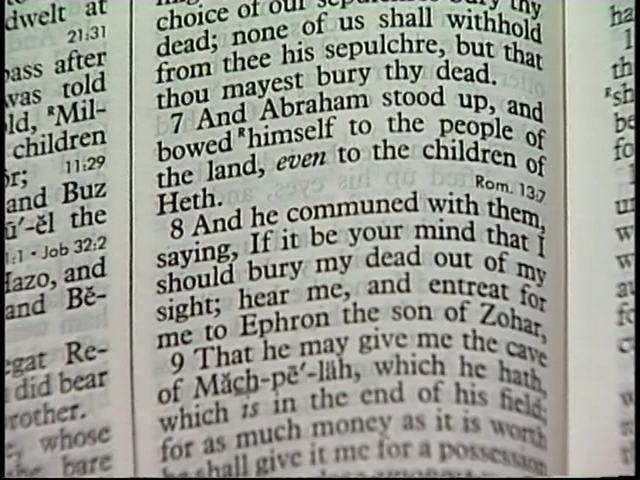 dwelt at
21:31
pass after
was told
old, ᴿMil-
children
11:29
and Buz
the
Job 32:2
Hazo, and
and Bĕ-
Re-
did bear
brother.
whose
bare
choice of our bury thy
dead; none of us shall withhold
from thee his sepulchre, but that
thou mayest bury thy dead.
7 And Abraham stood up, and
bowed ᴿhimself to the people of
the land, even to the children of
Heth. Rom. 13:7
8 And he communed with them,
saying, If it be your mind that I
should bury my dead out of my
sight; hear me, and entreat for
me to Ephron the son of Zohar,
9 That he may give me the cave
of Măch-pē′-lăh, which he hath,
which is in the end of his field;
for as much money as it is worth
he shall give it me for a possession